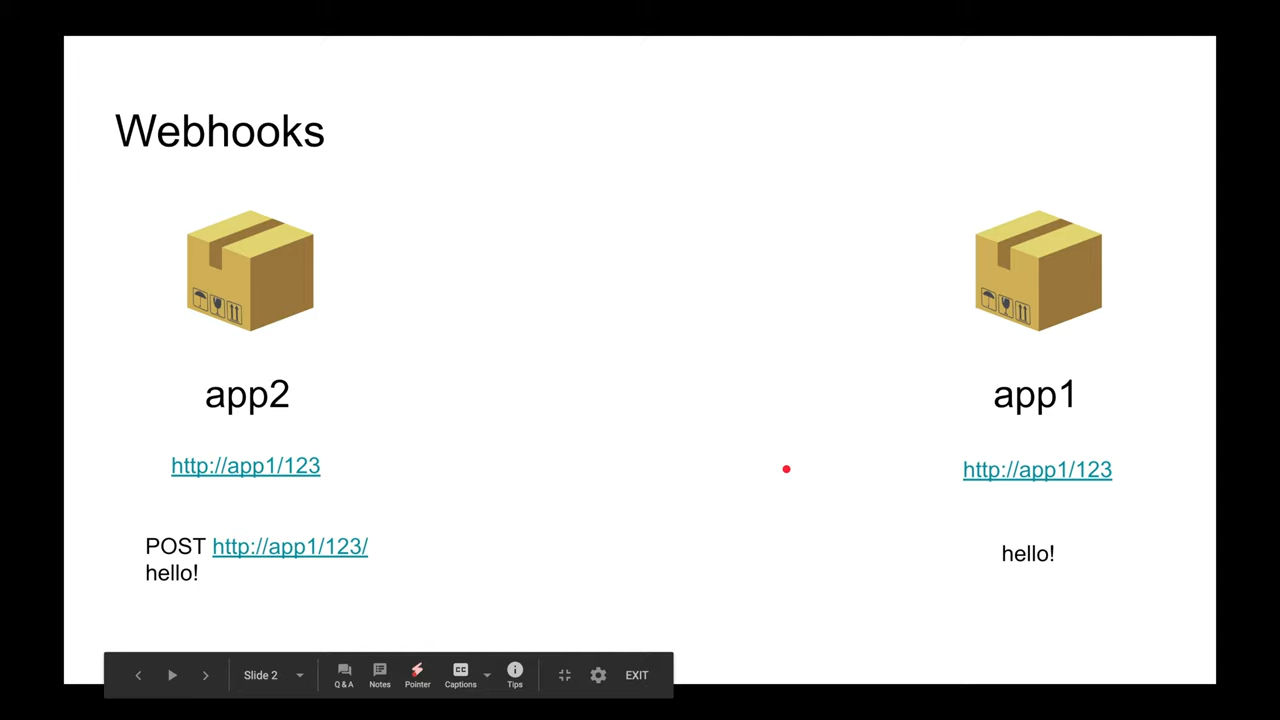 Webhooks
app2
app1
http://app1/123
http://app1/123
POST http://app1/123/
hello!
hello!
Slide 2
Q & A
Notes
Pointer
CC
Captions
Tips
EXIT